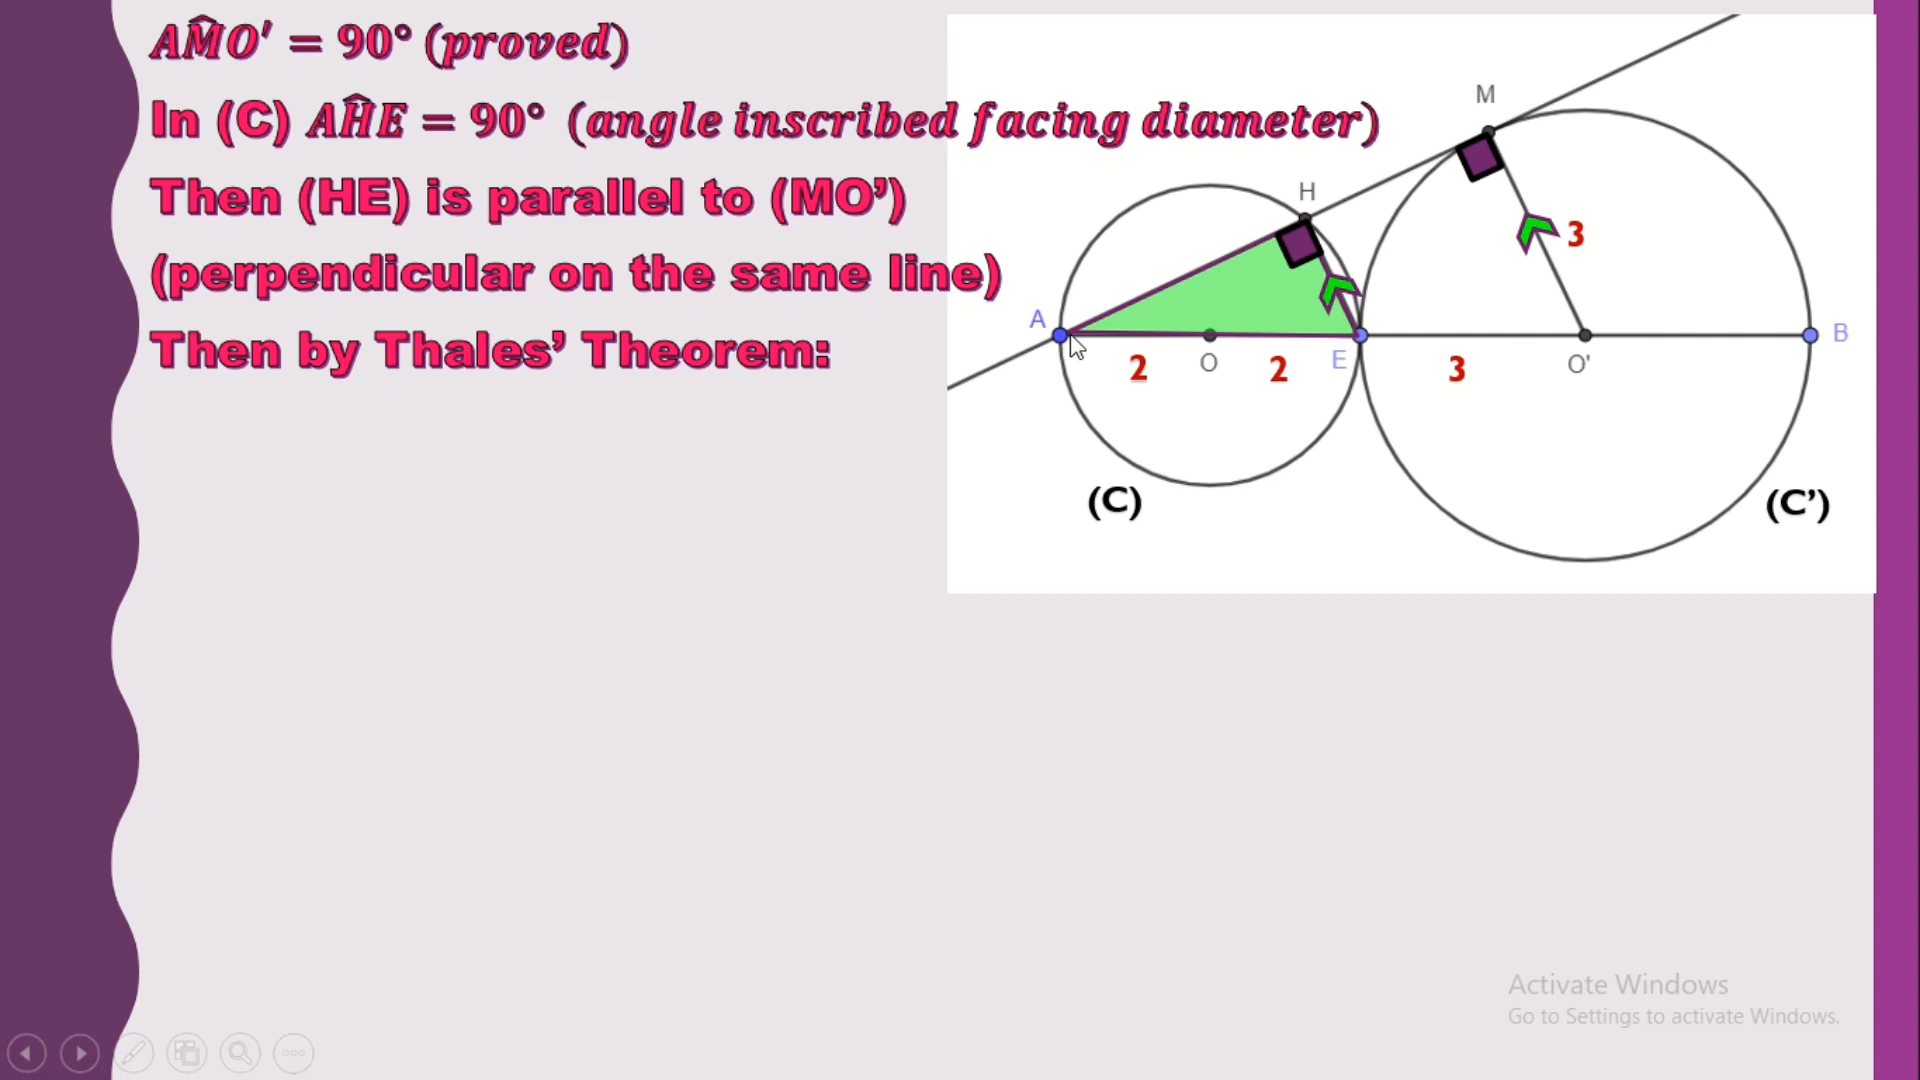 AM̂O' = 90° (proved)
In (C) AĤE = 90° (angle inscribed facing diameter)
Then (HE) is parallel to (MO’)
(perpendicular on the same line)
Then by Thales’ Theorem:
M
H
3
A
B
2
O
2
E
3
O'
(C)
(C’)
Activate Windows
Go to Settings to activate Windows.